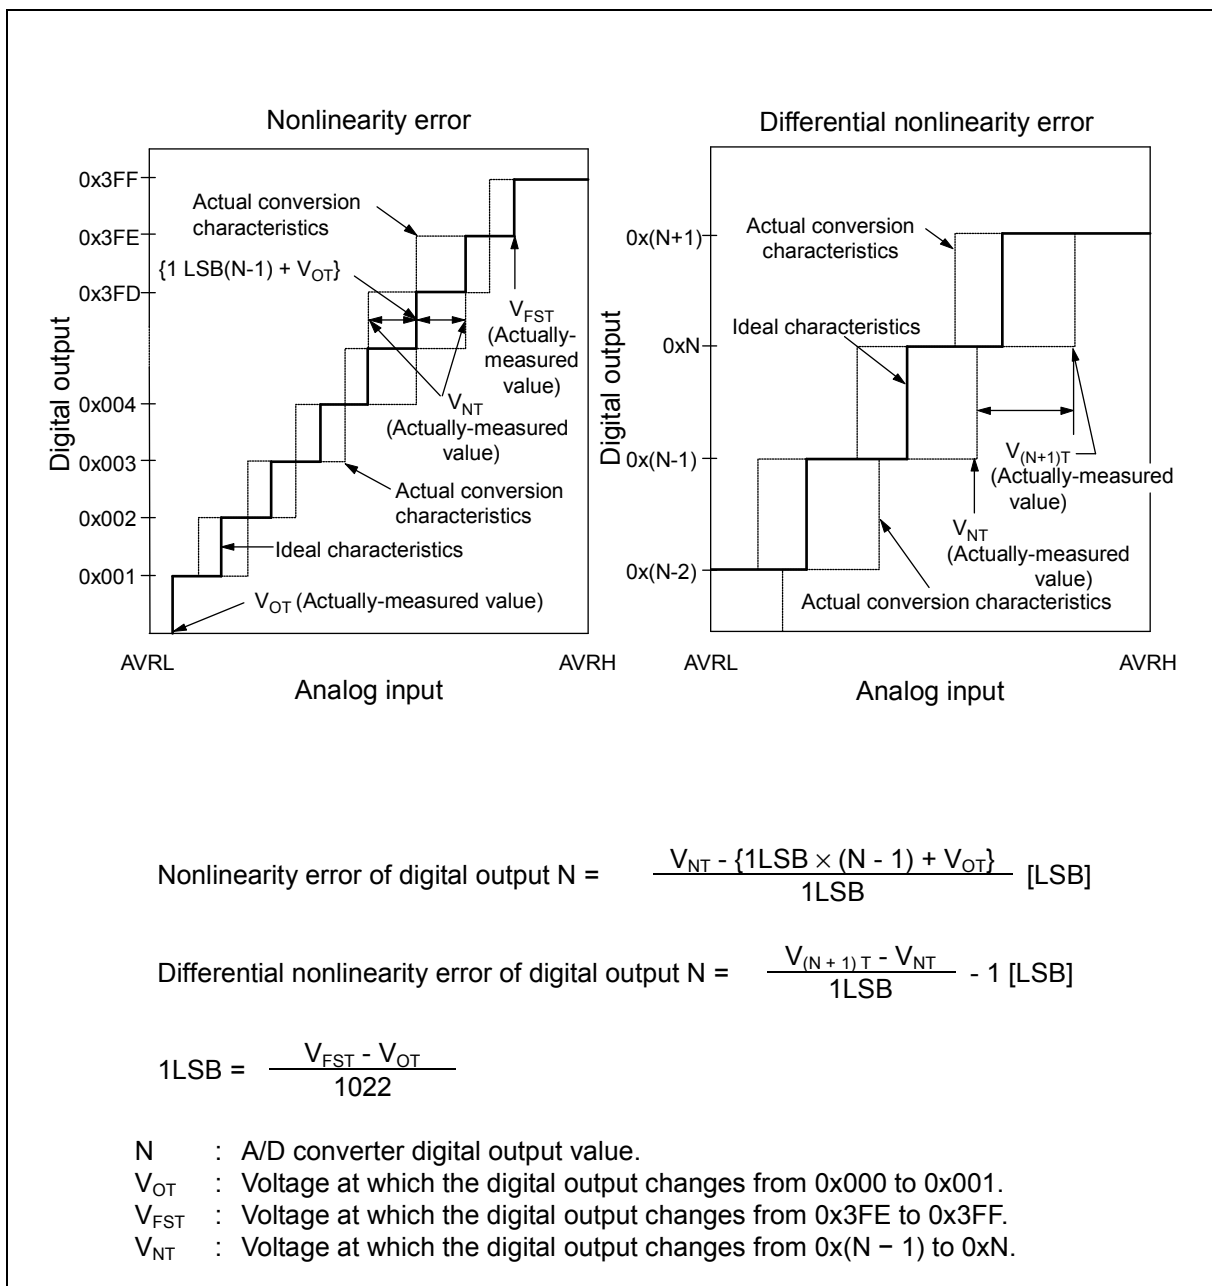 Nonlinearity error
0x3FF
0x3FE
0x3FD
0x004
0x003
0x002
0x001
Digital output
Actual conversion
characteristics
{1 LSB(N-1) + VOT}
VFST
(Actually-
measured
value)
VNT
(Actually-measured
value)
Actual conversion
characteristics
Ideal characteristics
VOT (Actually-measured value)
AVRL
AVRH
Analog input
Differential nonlinearity error
0x(N+1)
0xN
0x(N-1)
0x(N-2)
Digital output
Actual conversion
characteristics
Ideal characteristics
V(N+1)T
(Actually-measured
value)
VNT
(Actually-measured
value)
Actual conversion characteristics
AVRL
AVRH
Analog input
Nonlinearity error of digital output N = VNT - {1LSB × (N - 1) + VOT} / 1LSB [LSB]
Differential nonlinearity error of digital output N = V(N + 1) T - VNT / 1LSB - 1 [LSB]
1LSB = VFST - VOT / 1022
N : A/D converter digital output value.
VOT : Voltage at which the digital output changes from 0x000 to 0x001.
VFST : Voltage at which the digital output changes from 0x3FE to 0x3FF.
VNT : Voltage at which the digital output changes from 0x(N − 1) to 0xN.